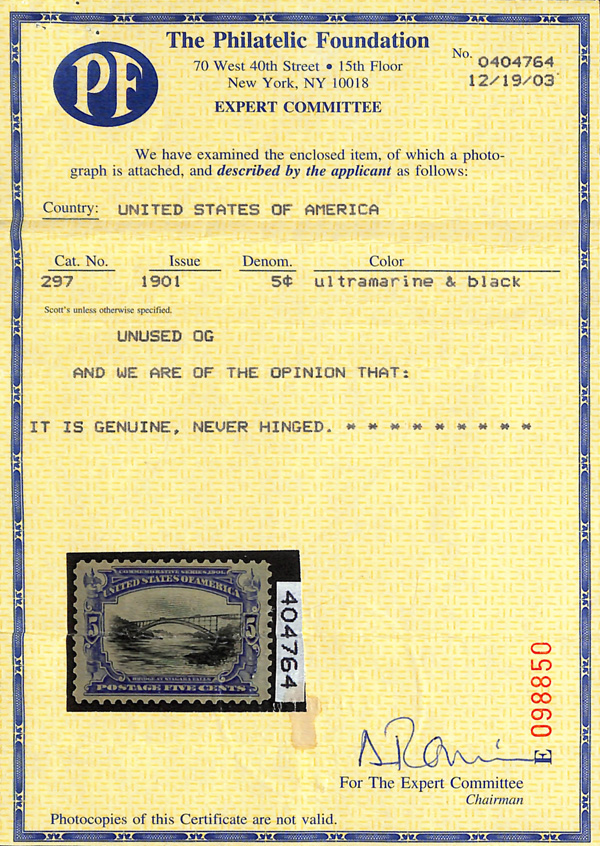 PF
The Philatelic Foundation
70 West 40th Street • 15th Floor
New York, NY 10018
EXPERT COMMITTEE
No. 0404764
12/19/03
We have examined the enclosed item, of which a photo-
graph is attached, and described by the applicant as follows:
Country: UNITED STATES OF AMERICA
Cat. No. Issue Denom. Color
297 1901 5¢ ultramarine & black
Scott's unless otherwise specified.
UNUSED OG
AND WE ARE OF THE OPINION THAT:
IT IS GENUINE, NEVER HINGED. * * * * * * * * *
COMMEMORATIVE SERIES, 1901.
UNITED STATES OF AMERICA
5 5
BRIDGE AT NIAGARA FALLS
POSTAGE FIVE CENTS
404764
E 098850
For The Expert Committee
Chairman
Photocopies of this Certificate are not valid.